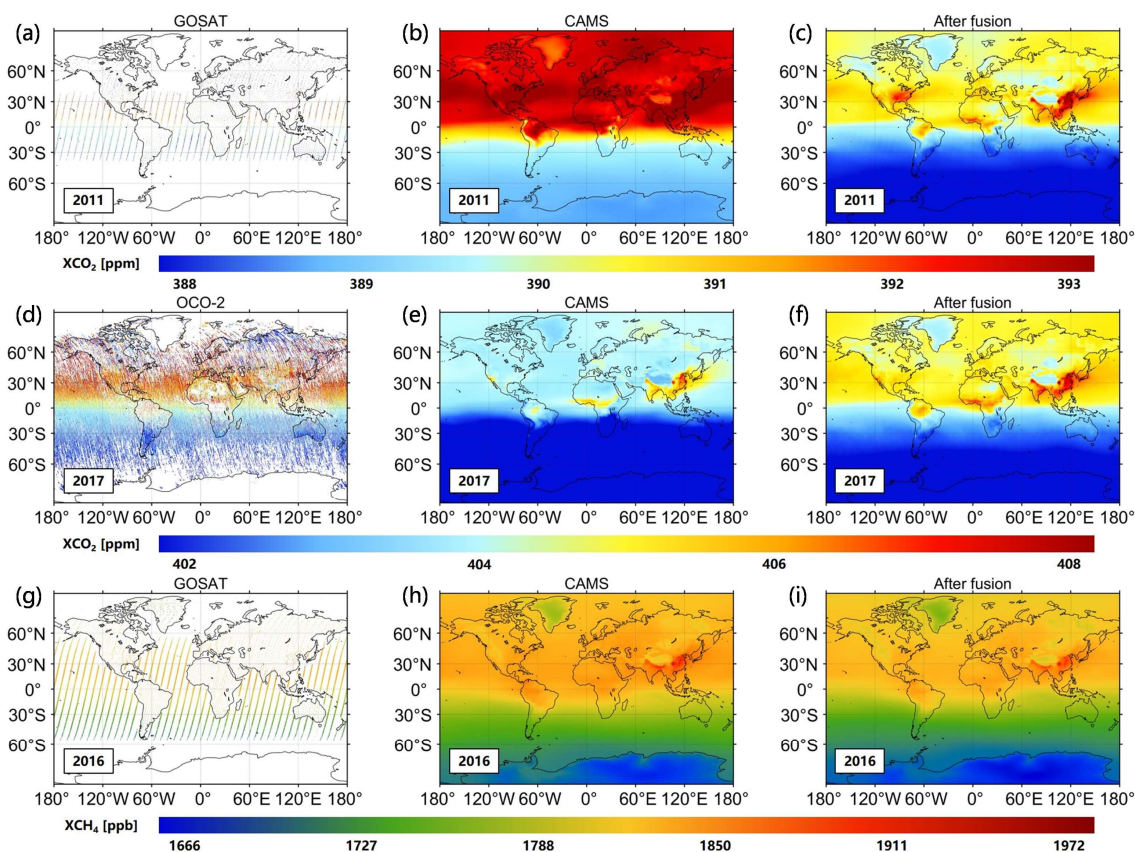 GOSAT CAMS After fusion
(a) (b) (c)
60°N 60°N 60°N
30°N 30°N 30°N
0° 0° 0°
30°S 30°S 30°S
60°S 60°S 60°S
2011 2011 2011
180° 120°W 60°W 0° 60°E 120°E 180° 180° 120°W 60°W 0° 60°E 120°E 180° 180° 120°W 60°W 0° 60°E 120°E 180°
XCO₂ [ppm]
388 389 390 391 392 393
OCO-2 CAMS After fusion
(d) (e) (f)
60°N 60°N 60°N
30°N 30°N 30°N
0° 0° 0°
30°S 30°S 30°S
60°S 60°S 60°S
2017 2017 2017
180° 120°W 60°W 0° 60°E 120°E 180° 180° 120°W 60°W 0° 60°E 120°E 180° 180° 120°W 60°W 0° 60°E 120°E 180°
XCO₂ [ppm]
402 404 406 408
GOSAT CAMS After fusion
(g) (h) (i)
60°N 60°N 60°N
30°N 30°N 30°N
0° 0° 0°
30°S 30°S 30°S
60°S 60°S 60°S
2016 2016 2016
180° 120°W 60°W 0° 60°E 120°E 180° 180° 120°W 60°W 0° 60°E 120°E 180° 180° 120°W 60°W 0° 60°E 120°E 180°
XCH₄ [ppb]
1666 1727 1788 1850 1911 1972